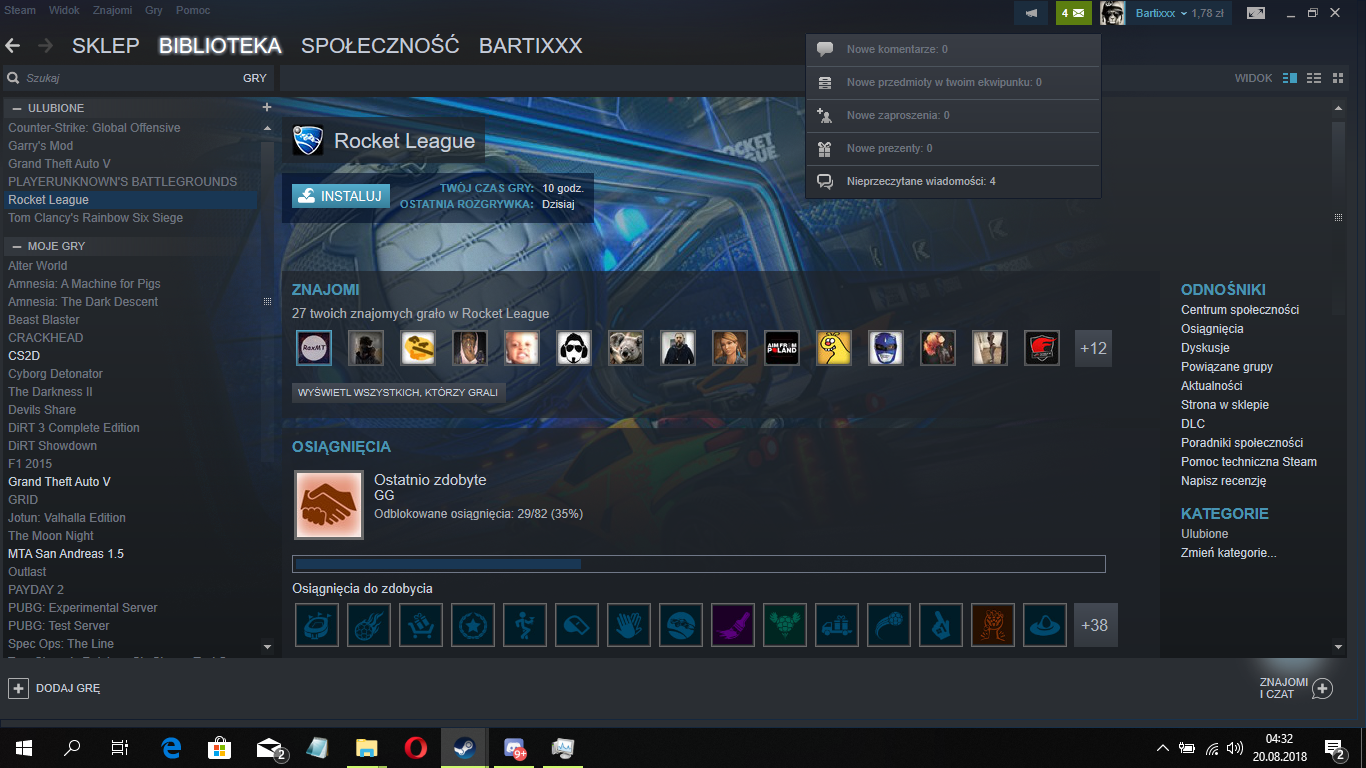 Steam Widok Znajomi Gry Pomoc
4 Bartixxx 1,78 zł
SKLEP BIBLIOTEKA SPOŁECZNOŚĆ BARTIXXX
Nowe komentarze: 0
Nowe przedmioty w twoim ekwipunku: 0
Nowe zaproszenia: 0
Nowe prezenty: 0
Nieprzeczytane wiadomości: 4
Szukaj GRY
WIDOK
ULUBIONE
Counter-Strike: Global Offensive
Garry's Mod
Grand Theft Auto V
PLAYERUNKNOWN'S BATTLEGROUNDS
Rocket League
Tom Clancy's Rainbow Six Siege
MOJE GRY
Alter World
Amnesia: A Machine for Pigs
Amnesia: The Dark Descent
Beast Blaster
CRACKHEAD
CS2D
Cyborg Detonator
The Darkness II
Devils Share
DiRT 3 Complete Edition
DiRT Showdown
F1 2015
Grand Theft Auto V
GRID
Jotun: Valhalla Edition
The Moon Night
MTA San Andreas 1.5
Outlast
PAYDAY 2
PUBG: Experimental Server
PUBG: Test Server
Spec Ops: The Line
Rocket League
ROCKET
LEAGUE
INSTALUJ
TWÓJ CZAS GRY: 10 godz.
OSTATNIA ROZGRYWKA: Dzisiaj
ZNAJOMI
27 twoich znajomych grało w Rocket League
RaxMT
AIM FROM
POLAND
+12
WYŚWIETL WSZYSTKICH, KTÓRZY GRALI
OSIĄGNIĘCIA
Ostatnio zdobyte
GG
Odblokowane osiągnięcia: 29/82 (35%)
Osiągnięcia do zdobycia
+38
ODNOŚNIKI
Centrum społeczności
Osiągnięcia
Dyskusje
Powiązane grupy
Aktualności
Strona w sklepie
DLC
Poradniki społeczności
Pomoc techniczna Steam
Napisz recenzję
KATEGORIE
Ulubione
Zmień kategorie...
DODAJ GRĘ
ZNAJOMI
I CZAT
2
9+
04:32
20.08.2018
2